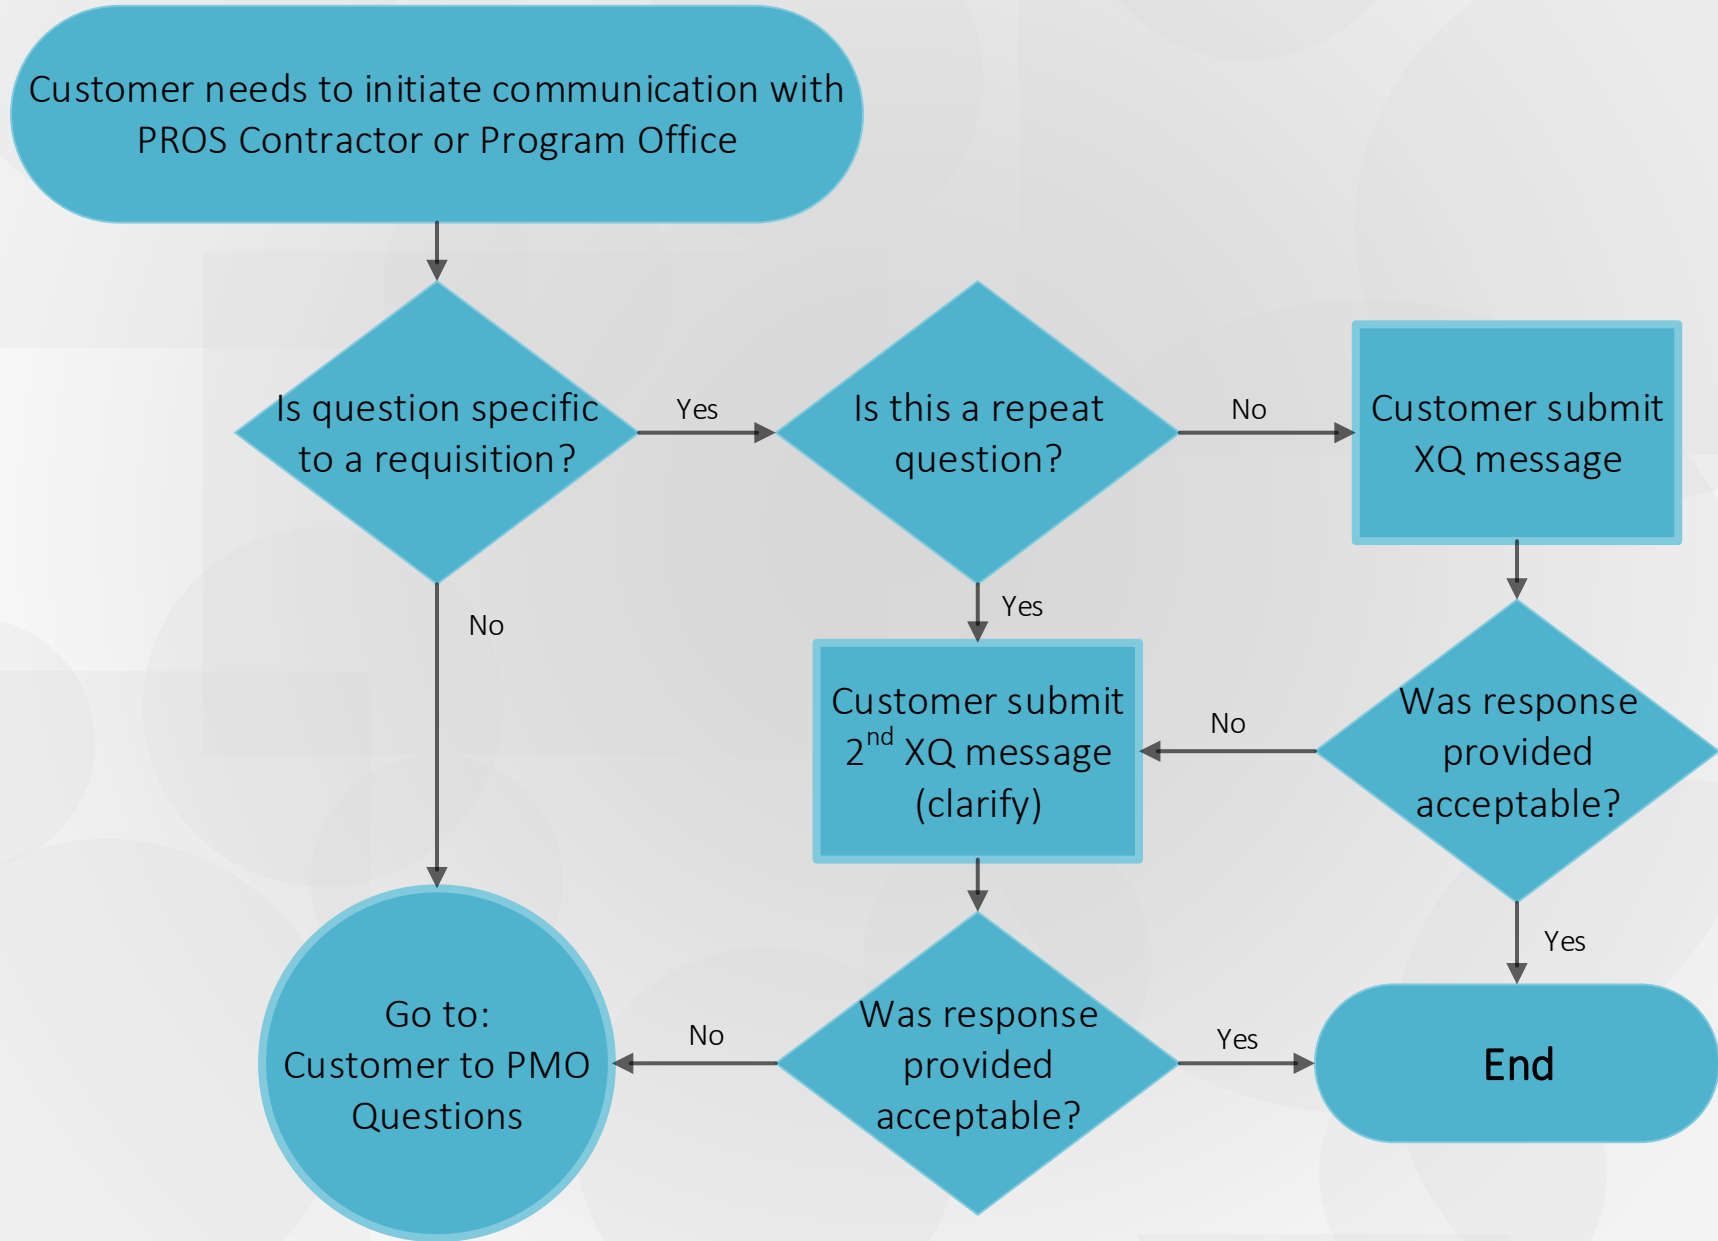 Customer needs to initiate communication with
PROS Contractor or Program Office
Is question specific
to a requisition?
Yes
Is this a repeat
question?
No
Customer submit
XQ message
No
Yes
Customer submit
2nd XQ message
(clarify)
No
Was response
provided
acceptable?
Yes
Go to:
Customer to PMO
Questions
No
Was response
provided
acceptable?
Yes
End